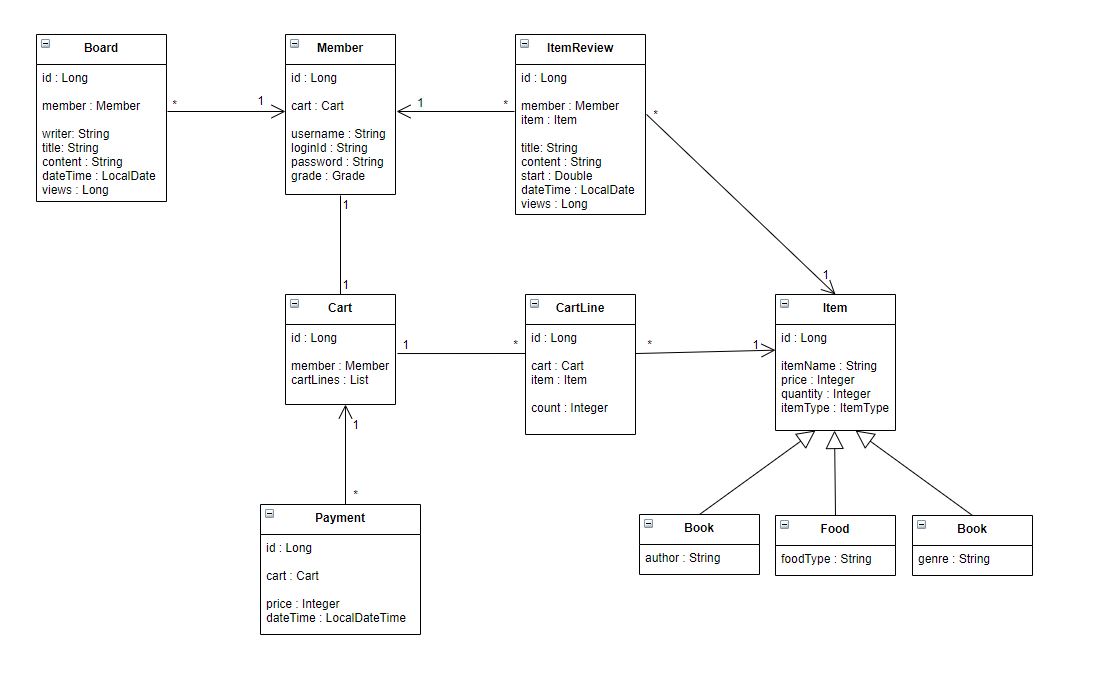 Board
id : Long
member : Member
writer: String
title: String
content : String
dateTime : LocalDate
views : Long
* 1
Member
id : Long
cart : Cart
username : String
loginId : String
password : String
grade : Grade
1 *
ItemReview
id : Long
member : Member
item : Item
title: String
content : String
start : Double
dateTime : LocalDate
views : Long
*
1
1
1
Cart
id : Long
member : Member
cartLines : List
1 *
CartLine
id : Long
cart : Cart
item : Item
count : Integer
* 1
Item
id : Long
itemName : String
price : Integer
quantity : Integer
itemType : ItemType
1
*
Payment
id : Long
cart : Cart
price : Integer
dateTime : LocalDateTime
Book
author : String
Food
foodType : String
Book
genre : String